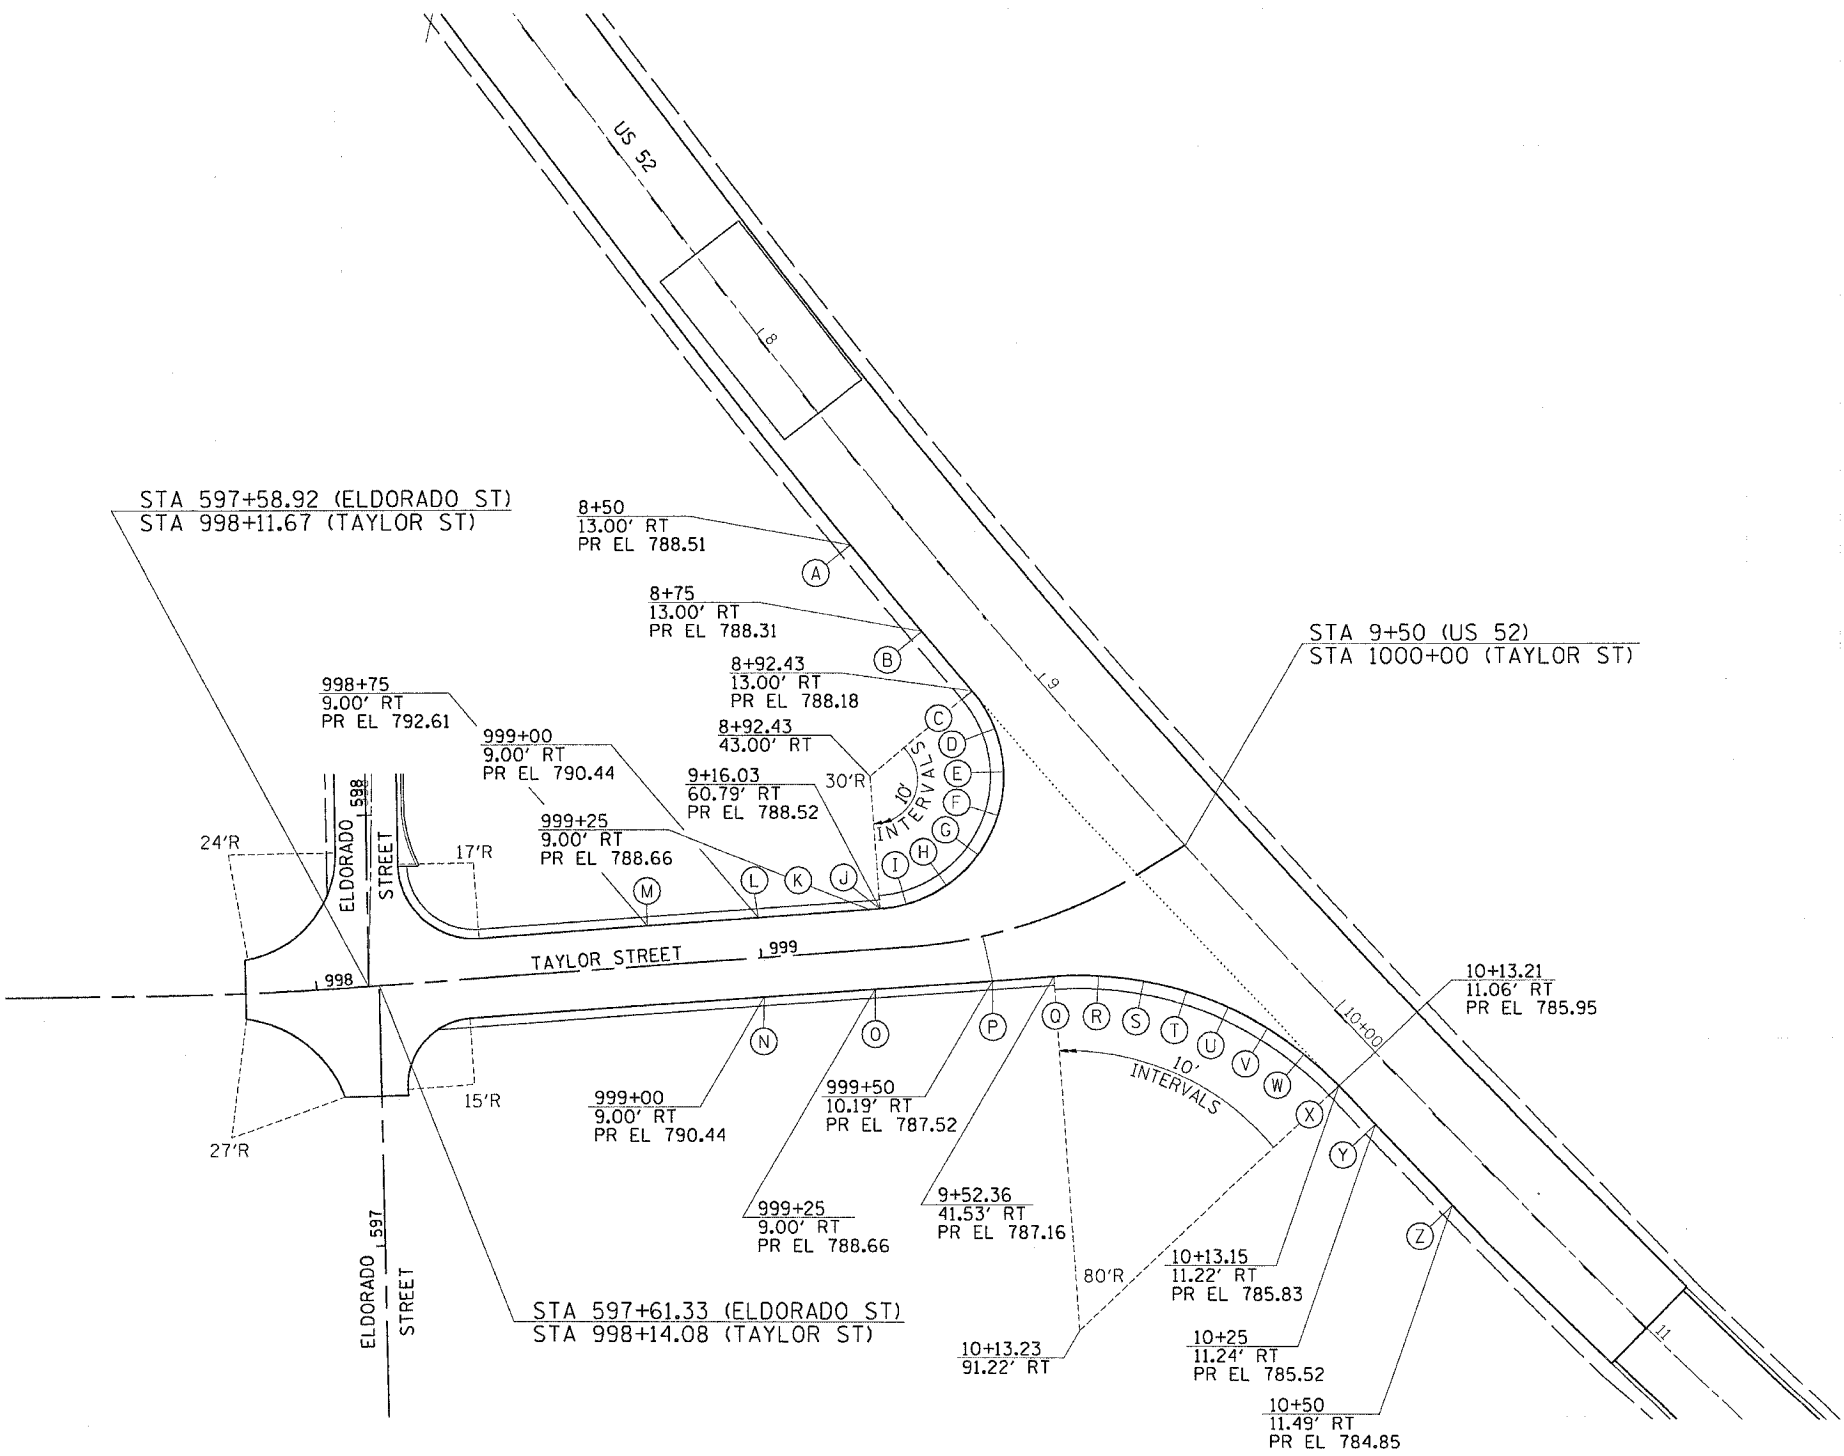 US 52
8
STA 597+58.92 (ELDORADO ST)
STA 998+11.67 (TAYLOR ST)
8+50
13.00' RT
PR EL 788.51
A
8+75
13.00' RT
PR EL 788.31
B
STA 9+50 (US 52)
STA 1000+00 (TAYLOR ST)
9
8+92.43
13.00' RT
PR EL 788.18
C
998+75
9.00' RT
PR EL 792.61
8+92.43
43.00' RT
D
999+00
9.00' RT
PR EL 790.44
9+16.03
60.79' RT
PR EL 788.52
30'R
10'
INTERVALS
E
F
G
H
I
J
K
L
M
999+25
9.00' RT
PR EL 788.66
24'R
ELDORADO
STREET
598
17'R
TAYLOR STREET
998
999
10+13.21
11.06' RT
PR EL 785.95
10+00
N
O
P
Q
R
S
T
U
V
W
X
Y
Z
10'
INTERVALS
15'R
27'R
999+00
9.00' RT
PR EL 790.44
999+50
10.19' RT
PR EL 787.52
999+25
9.00' RT
PR EL 788.66
9+52.36
41.53' RT
PR EL 787.16
597
ELDORADO
STREET
80'R
10+13.15
11.22' RT
PR EL 785.83
STA 597+61.33 (ELDORADO ST)
STA 998+14.08 (TAYLOR ST)
10+13.23
91.22' RT
10+25
11.24' RT
PR EL 785.52
11
10+50
11.49' RT
PR EL 784.85